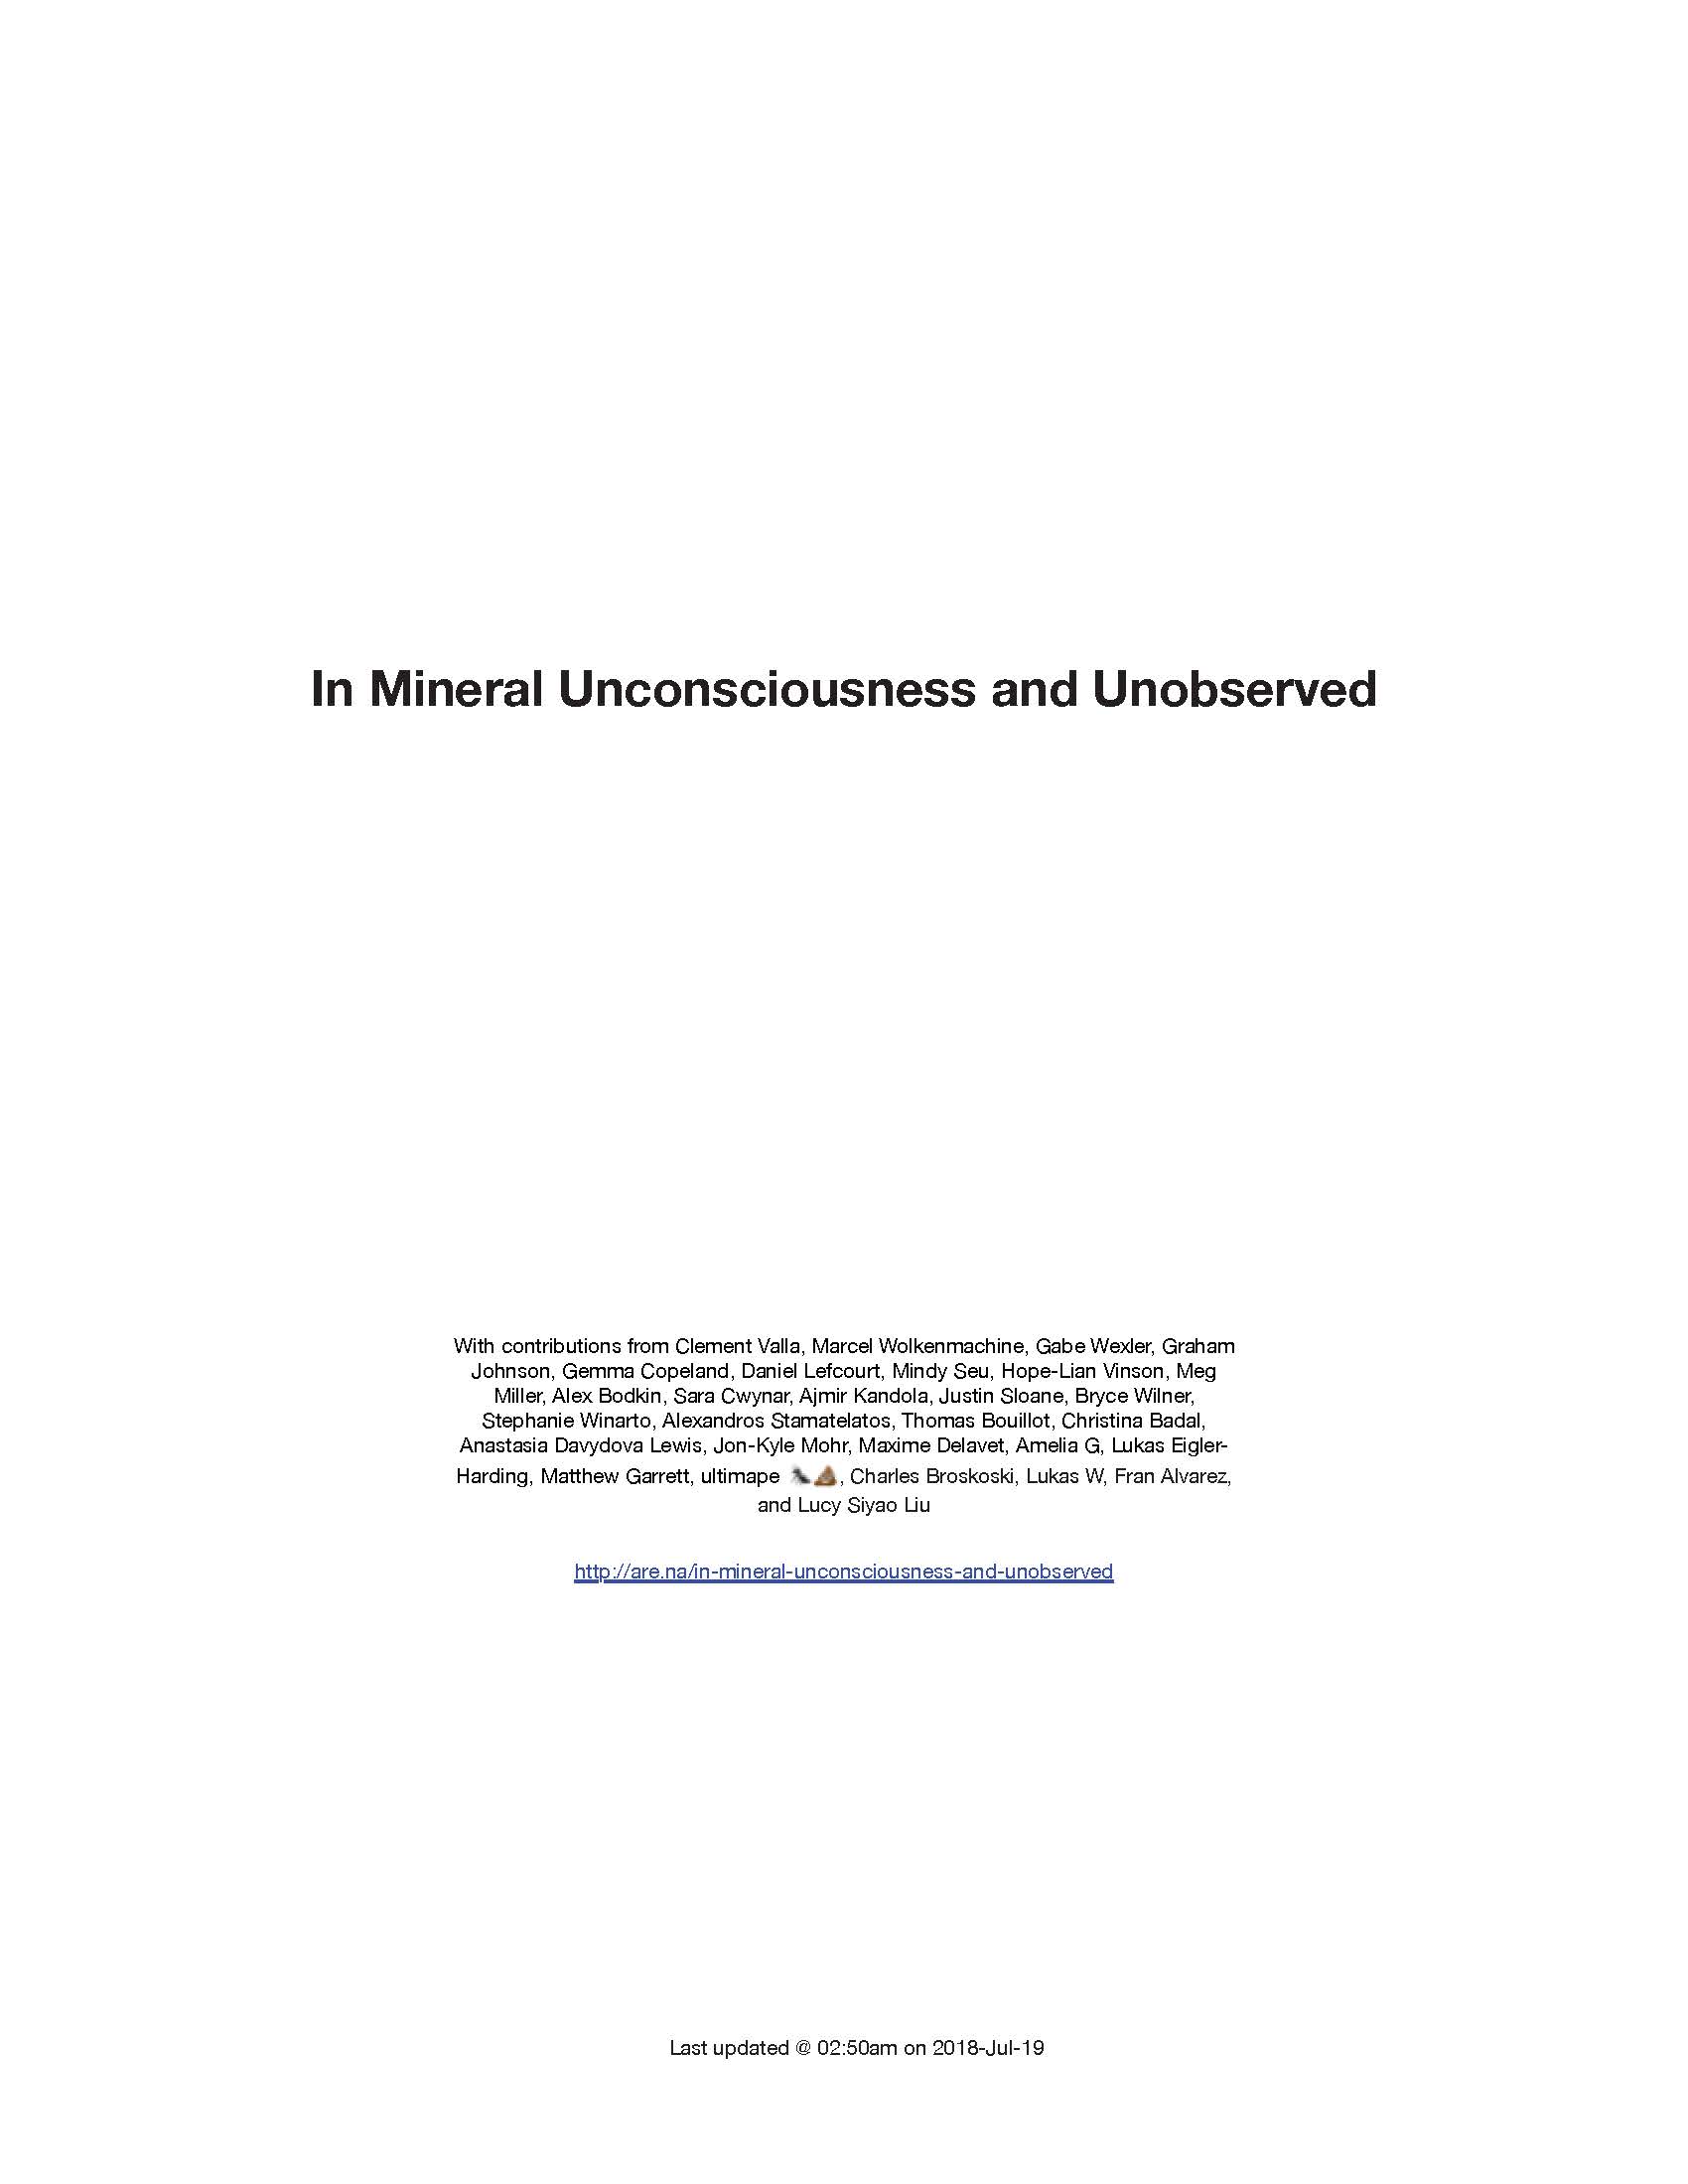 In Mineral Unconsciousness and Unobserved
With contributions from Clement Valla, Marcel Wolkenmachine, Gabe Wexler, Graham
Johnson, Gemma Copeland, Daniel Lefcourt, Mindy Seu, Hope-Lian Vinson, Meg
Miller, Alex Bodkin, Sara Cwynar, Ajmir Kandola, Justin Sloane, Bryce Wilner,
Stephanie Winarto, Alexandros Stamatelatos, Thomas Bouillot, Christina Badal,
Anastasia Davydova Lewis, Jon-Kyle Mohr, Maxime Delavet, Amelia G, Lukas Eigler-
Harding, Matthew Garrett, ultimape 🐜💩, Charles Broskoski, Lukas W, Fran Alvarez,
and Lucy Siyao Liu
http://are.na/in-mineral-unconsciousness-and-unobserved
Last updated @ 02:50am on 2018-Jul-19